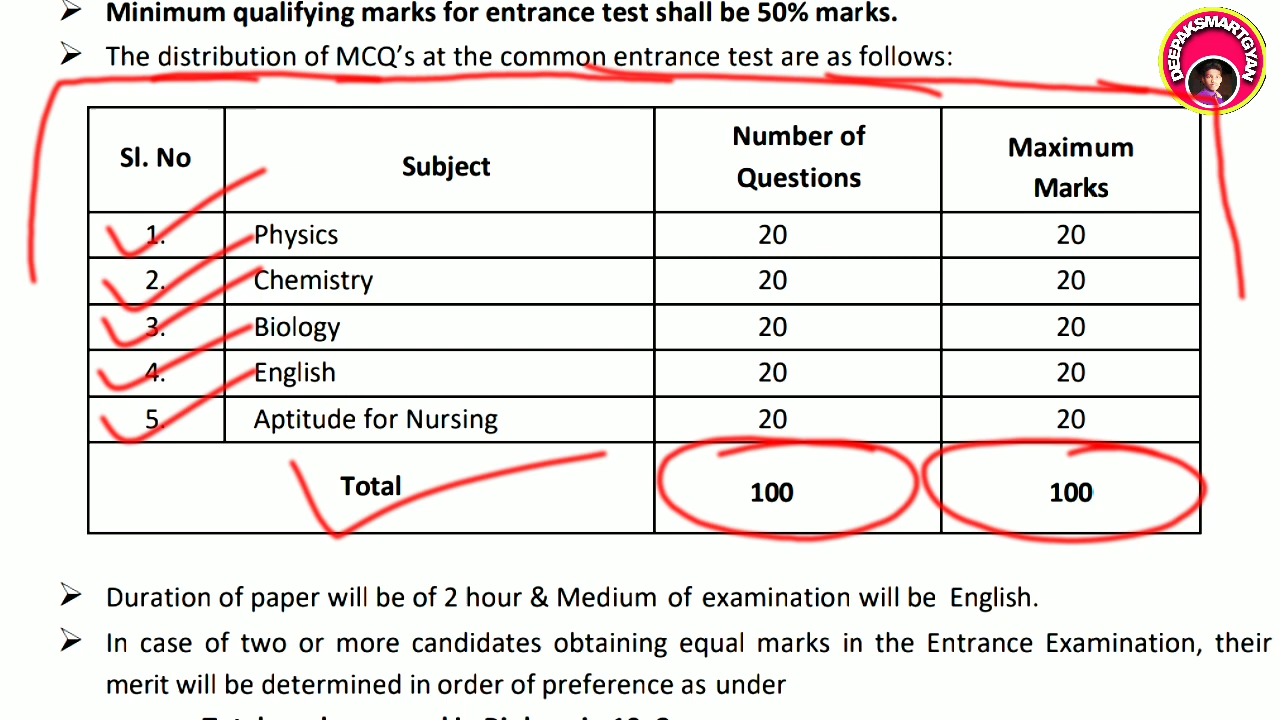 Minimum qualifying marks for entrance test shall be 50% marks.
The distribution of MCQ's at the common entrance test are as follows:
DEEPAKSMARTGYAN
Sl. No Subject Number of Questions Maximum Marks
1. Physics 20 20
2. Chemistry 20 20
3. Biology 20 20
4. English 20 20
5. Aptitude for Nursing 20 20
Total 100 100
Duration of paper will be of 2 hour & Medium of examination will be English.
In case of two or more candidates obtaining equal marks in the Entrance Examination, their
merit will be determined in order of preference as under